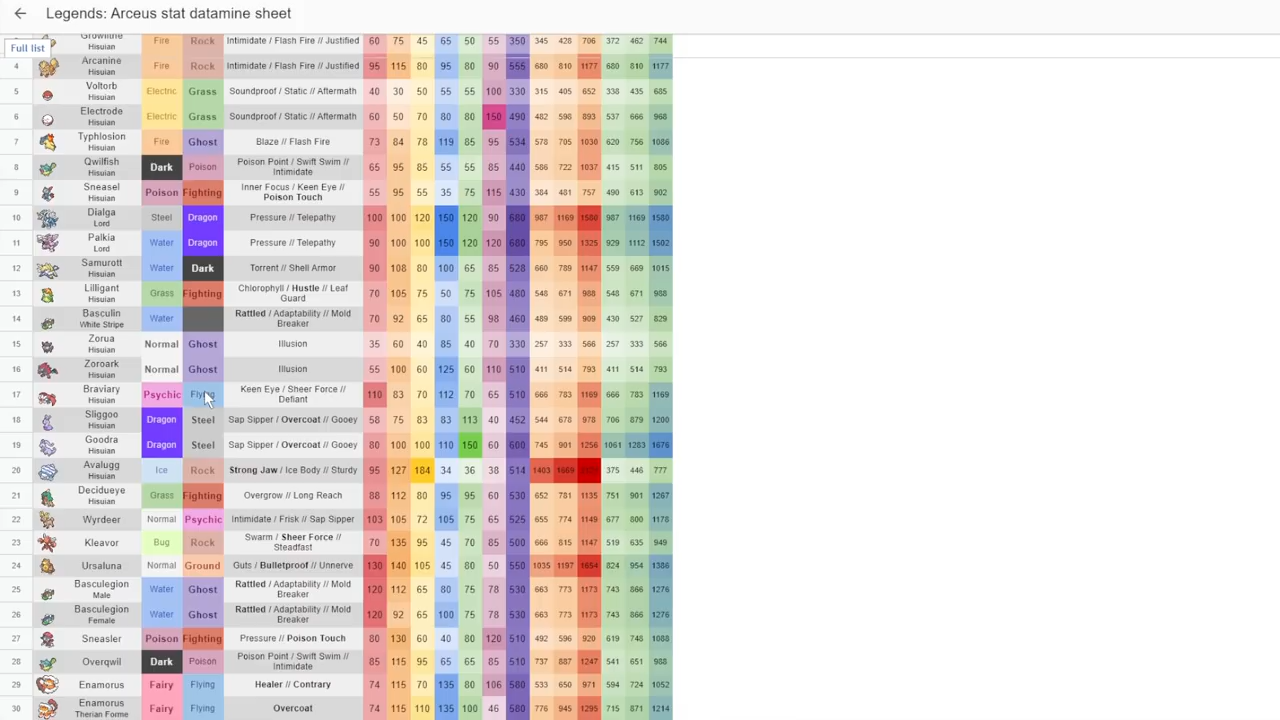 Legends: Arceus stat datamine sheet
Full list
Growlithe Hisuian Fire Rock Intimidate / Flash Fire // Justified 60 75 45 65 50 55 350 345 428 706 372 462 744
4 Arcanine Hisuian Fire Rock Intimidate / Flash Fire // Justified 95 115 80 95 80 90 555 680 810 1177 680 810 1177
5 Voltorb Hisuian Electric Grass Soundproof / Static // Aftermath 40 30 50 55 55 100 330 315 405 652 338 435 685
6 Electrode Hisuian Electric Grass Soundproof / Static // Aftermath 60 50 70 80 80 150 490 482 598 893 537 666 968
7 Typhlosion Hisuian Fire Ghost Blaze // Flash Fire 73 84 78 119 85 95 534 578 705 1030 620 756 1086
8 Qwilfish Hisuian Dark Poison Poison Point / Swift Swim // Intimidate 65 95 85 55 55 85 440 586 722 1037 415 511 805
9 Sneasel Hisuian Poison Fighting Inner Focus / Keen Eye // Poison Touch 55 95 55 35 75 115 430 384 481 757 490 613 902
10 Dialga Lord Steel Dragon Pressure // Telepathy 100 100 120 150 120 90 680 987 1169 1580 987 1169 1580
11 Palkia Lord Water Dragon Pressure // Telepathy 90 100 100 150 120 120 680 795 950 1325 929 1112 1502
12 Samurott Hisuian Water Dark Torrent // Shell Armor 90 108 80 100 65 85 528 660 789 1147 559 669 1015
13 Lilligant Hisuian Grass Fighting Chlorophyll / Hustle // Leaf Guard 70 105 75 50 75 105 480 548 671 988 548 671 988
14 Basculin White Stripe Water Rattled / Adaptability // Mold Breaker 70 92 65 80 55 98 460 489 599 909 430 527 829
15 Zorua Hisuian Normal Ghost Illusion 35 60 40 85 40 70 330 257 333 566 257 333 566
16 Zoroark Hisuian Normal Ghost Illusion 55 100 60 125 60 110 510 411 514 793 411 514 793
17 Braviary Hisuian Psychic Flying Keen Eye / Sheer Force // Defiant 110 83 70 112 70 65 510 666 783 1169 666 783 1169
18 Sliggoo Hisuian Dragon Steel Sap Sipper / Overcoat // Gooey 58 75 83 83 113 40 452 544 678 978 706 879 1200
19 Goodra Hisuian Dragon Steel Sap Sipper / Overcoat // Gooey 80 100 100 110 150 60 600 745 901 1256 1061 1283 1676
20 Avalugg Hisuian Ice Rock Strong Jaw / Ice Body // Sturdy 95 127 184 34 36 38 514 1403 1669 375 446 777
21 Decidueye Hisuian Grass Fighting Overgrow // Long Reach 88 112 80 95 95 60 530 652 781 1135 751 901 1267
22 Wyrdeer Normal Psychic Intimidate / Frisk // Sap Sipper 103 105 72 105 75 65 525 655 774 1149 677 800 1178
23 Kleavor Bug Rock Swarm / Sheer Force // Steadfast 70 135 95 45 70 85 500 666 815 1147 519 635 949
24 Ursaluna Normal Ground Guts / Bulletproof // Unnerve 130 140 105 45 80 50 550 1035 1197 1654 824 954 1386
25 Basculegion Male Water Ghost Rattled / Adaptability // Mold Breaker 120 112 65 80 75 78 530 663 773 1173 743 866 1276
26 Basculegion Female Water Ghost Rattled / Adaptability // Mold Breaker 120 92 65 100 75 78 530 663 773 1173 743 866 1276
27 Sneasler Poison Fighting Pressure // Poison Touch 80 130 60 40 80 120 510 492 596 920 619 748 1088
28 Overqwil Dark Poison Poison Point / Swift Swim // Intimidate 85 115 95 65 65 85 510 737 887 1247 541 651 988
29 Enamorus Fairy Flying Healer // Contrary 74 115 70 135 80 106 580 533 650 971 594 724 1052
30 Enamorus Therian Forme Fairy Flying Overcoat 74 115 110 135 100 46 580 776 945 1295 715 871 1214